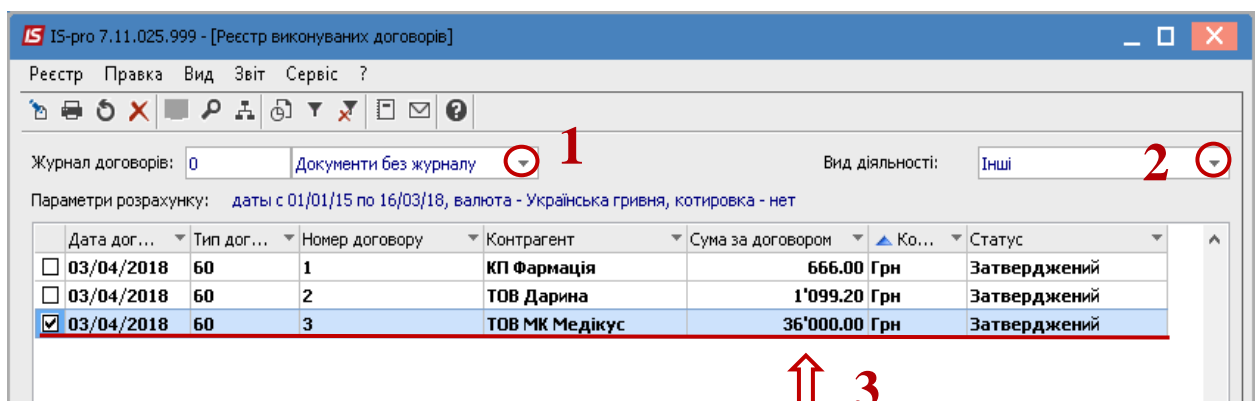 IS IS-pro 7.11.025.999 - [Реєстр виконуваних договорів]
Реєстр Правка Вид Звіт Сервіс ?
Журнал договорів: 0 Документи без журналу 1 Вид діяльності: Інші 2
Параметри розрахунку: даты с 01/01/15 по 16/03/18, валюта - Українська гривня, котировка - нет
Дата дог... Тип дог... Номер договору Контрагент Сума за договором Ко... Статус
03/04/2018 60 1 КП Фармація 666.00 Грн Затверджений
03/04/2018 60 2 ТОВ Дарина 1'099.20 Грн Затверджений
03/04/2018 60 3 ТОВ МК Медікус 36'000.00 Грн Затверджений
3